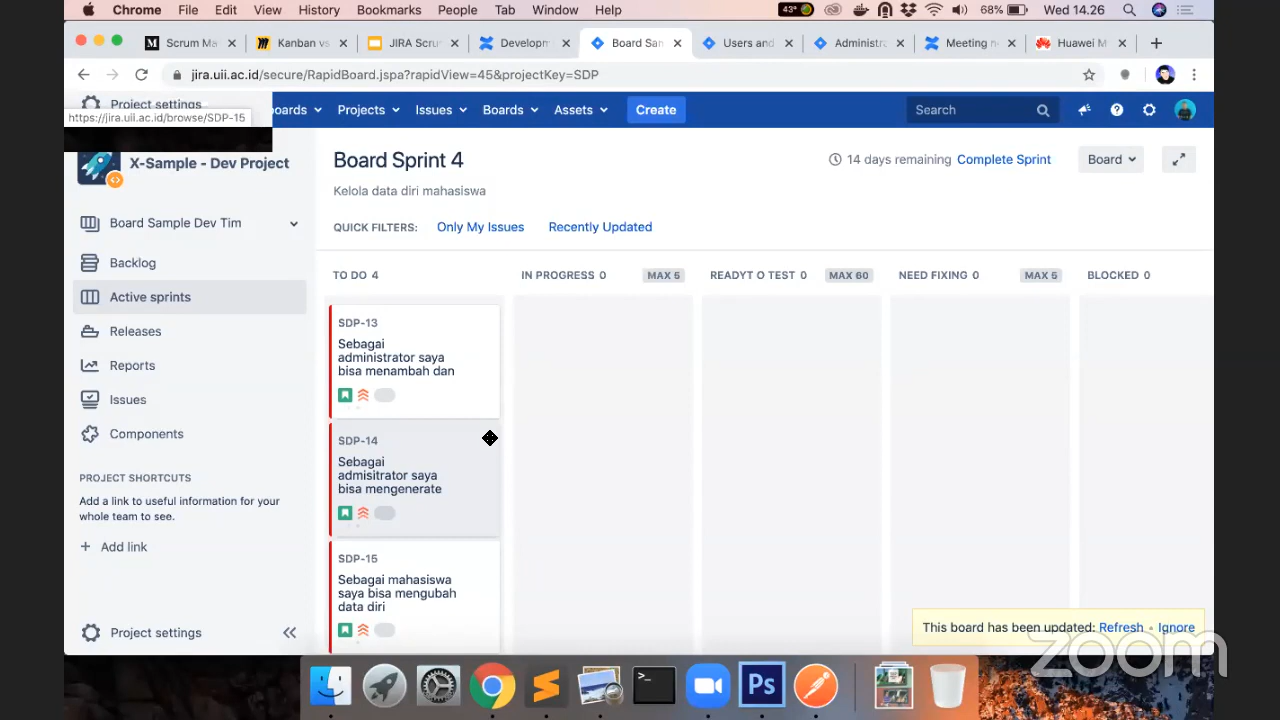 Chrome File Edit View History Bookmarks People Tab Window Help 43° 68% Wed 14.26
Scrum Ma Kanban vs JIRA Scru Developm Board San Users and Administra Meeting n Huawei M
jira.uii.ac.id/secure/RapidBoard.jspa?rapidView=45&projectKey=SDP
Project settings
https://jira.uii.ac.id/browse/SDP-15
oards Projects Issues Boards Assets Create Search
X-Sample - Dev Project
Board Sample Dev Tim
Backlog
Active sprints
Releases
Reports
Issues
Components
PROJECT SHORTCUTS
Add a link to useful information for your
whole team to see.
+ Add link
Project settings
Board Sprint 4
14 days remaining Complete Sprint Board
Kelola data diri mahasiswa
QUICK FILTERS: Only My Issues Recently Updated
TO DO 4 IN PROGRESS 0 MAX 5 READYT O TEST 0 MAX 60 NEED FIXING 0 MAX 5 BLOCKED 0
SDP-13
Sebagai
administrator saya
bisa menambah dan
SDP-14
Sebagai
admisitrator saya
bisa mengenerate
SDP-15
Sebagai mahasiswa
saya bisa mengubah
data diri
This board has been updated: Refresh • Ignore
zoom
>_
Ps